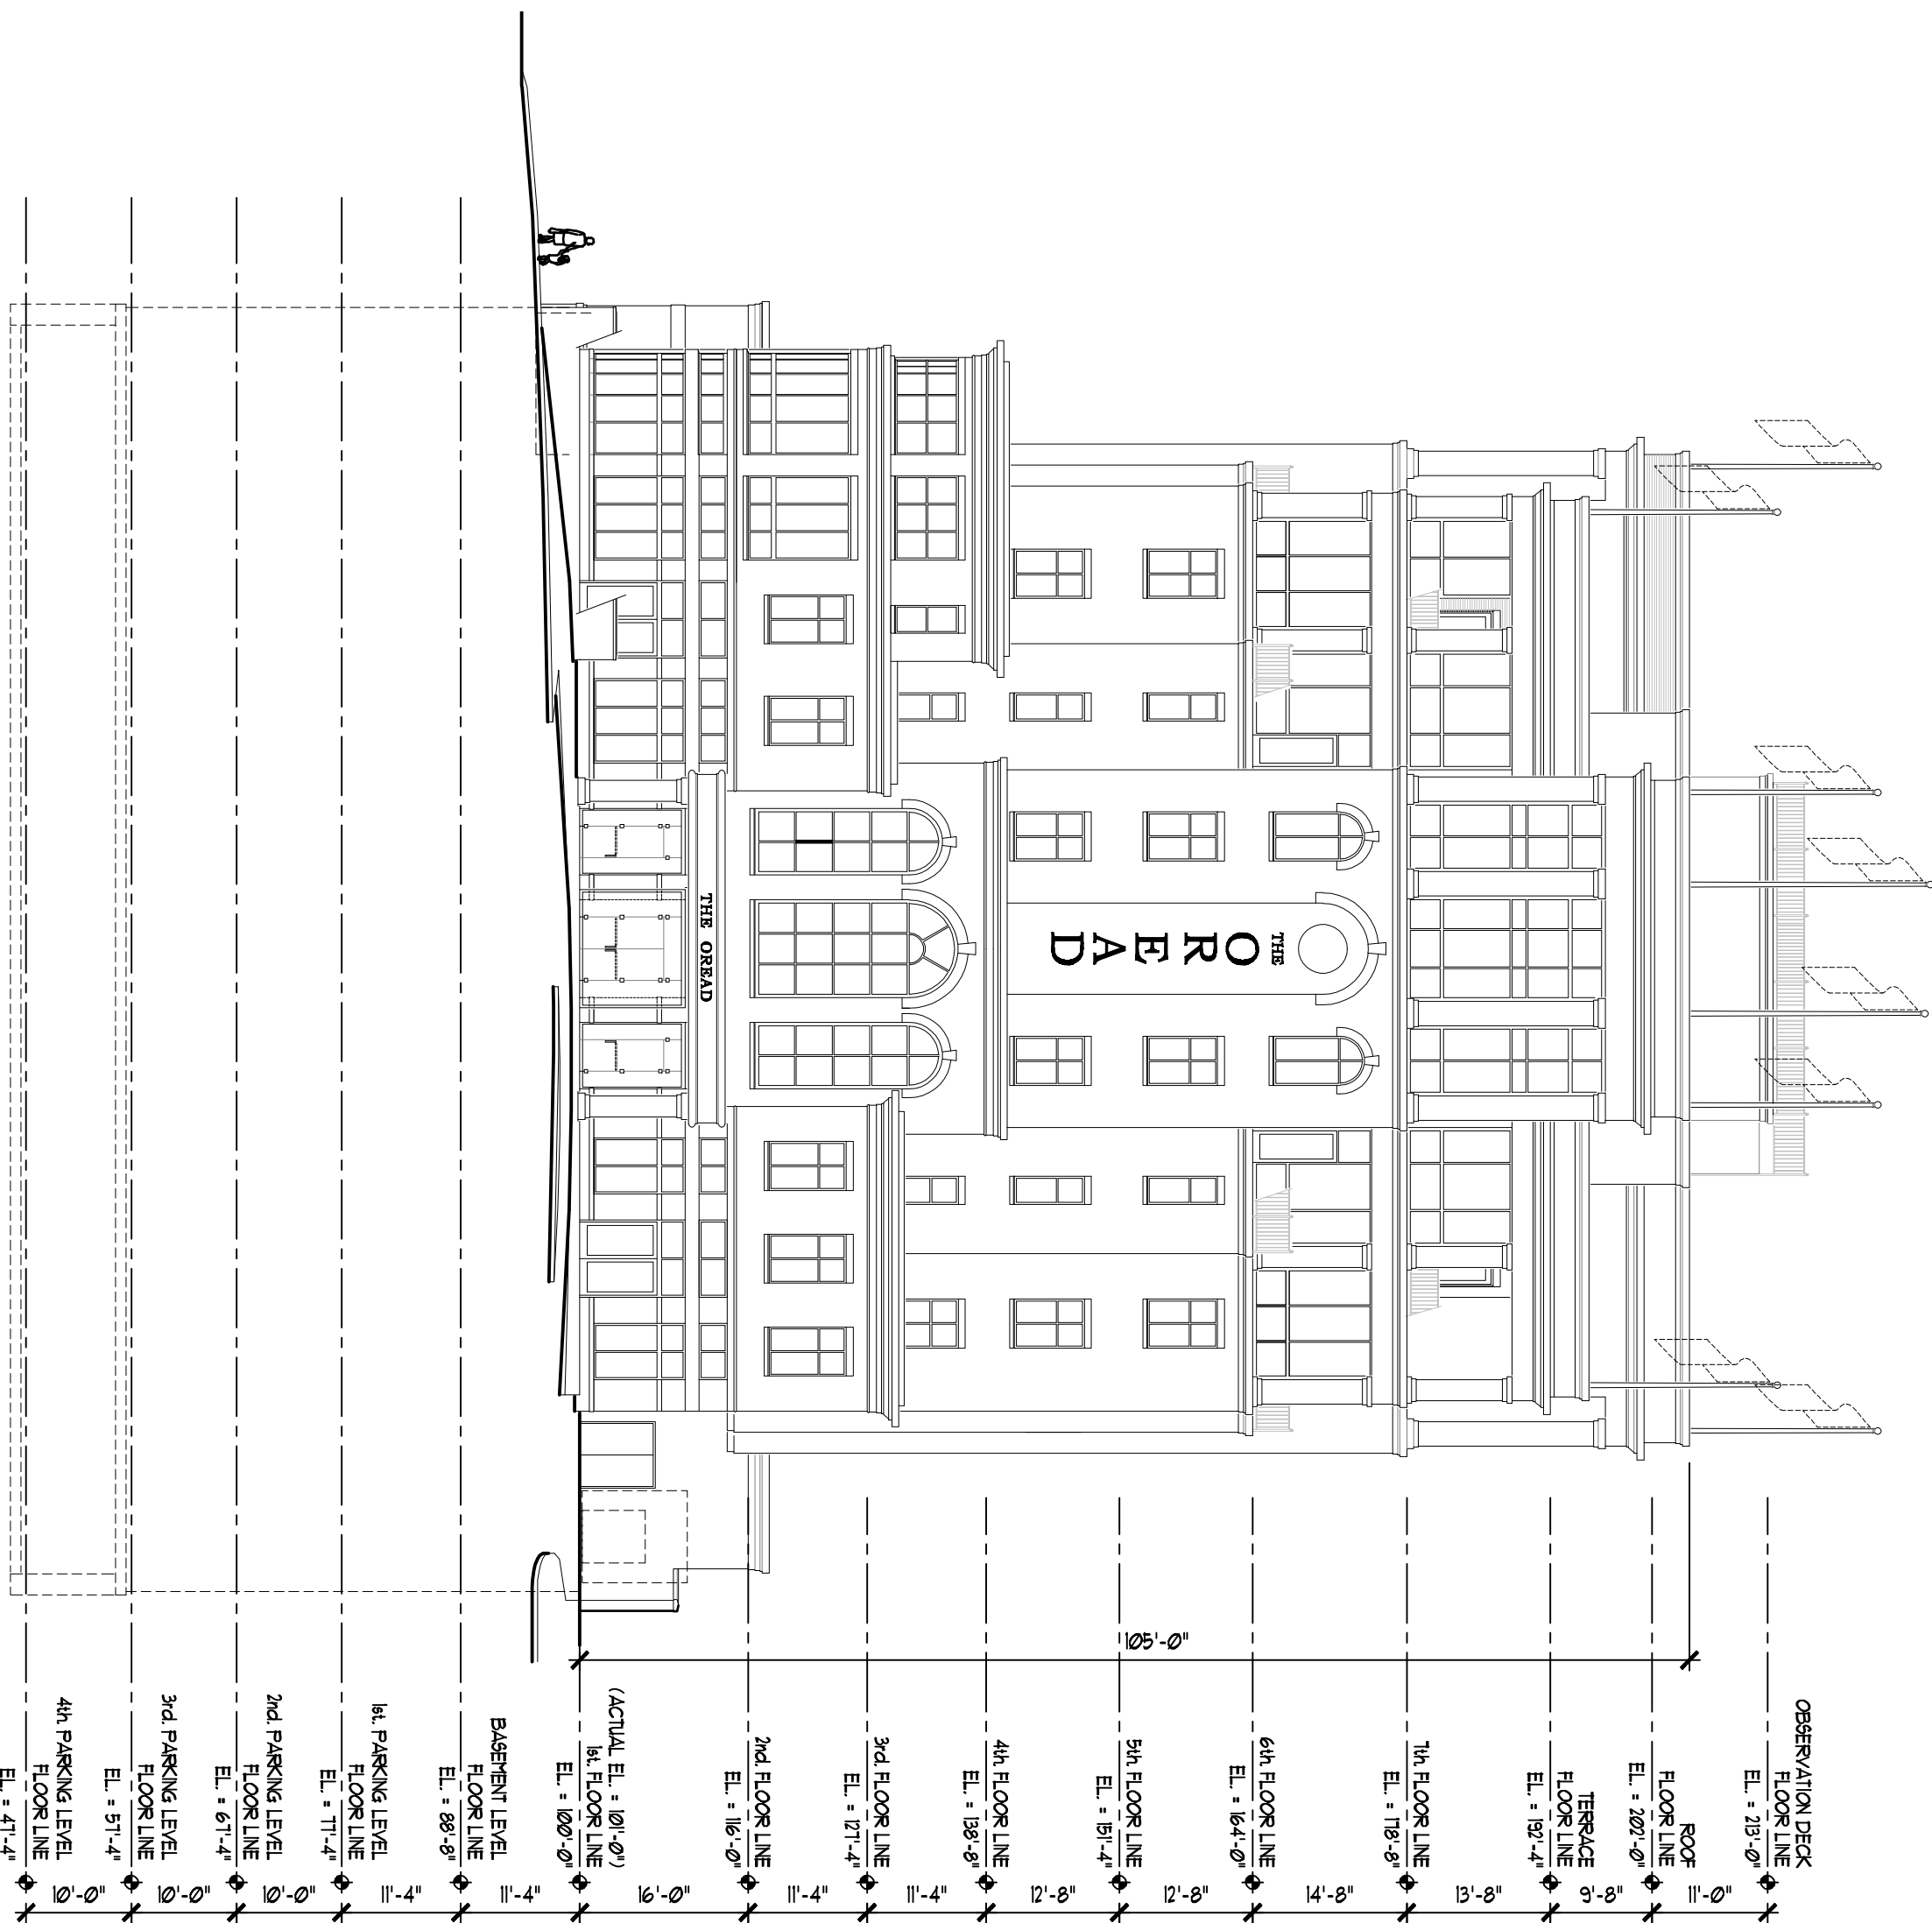 OBSERVATION DECK
FLOOR LINE
EL. = 213'-0"
ROOF
FLOOR LINE
EL. = 202'-0"
TERRACE
FLOOR LINE
EL. = 192'-4"
7th FLOOR LINE
EL. = 178'-8"
6th FLOOR LINE
EL. = 164'-0"
5th FLOOR LINE
EL. = 151'-4"
4th FLOOR LINE
EL. = 138'-8"
3rd. FLOOR LINE
EL. = 127'-4"
2nd. FLOOR LINE
EL. = 116'-0"
(ACTUAL EL. = 101'-0")
1st. FLOOR LINE
EL. = 100'-0"
BASEMENT LEVEL
FLOOR LINE
EL. = 88'-8"
1st. PARKING LEVEL
FLOOR LINE
EL. = 77'-4"
2nd. PARKING LEVEL
FLOOR LINE
EL. = 67'-4"
3rd. PARKING LEVEL
FLOOR LINE
EL. = 57'-4"
4th PARKING LEVEL
FLOOR LINE
EL. = 47'-4"
11'-0"
9'-8"
13'-8"
14'-8"
12'-8"
12'-8"
11'-4"
11'-4"
16'-0"
11'-4"
11'-4"
10'-0"
10'-0"
10'-0"
105'-0"
THE
OREAD
THE OREAD